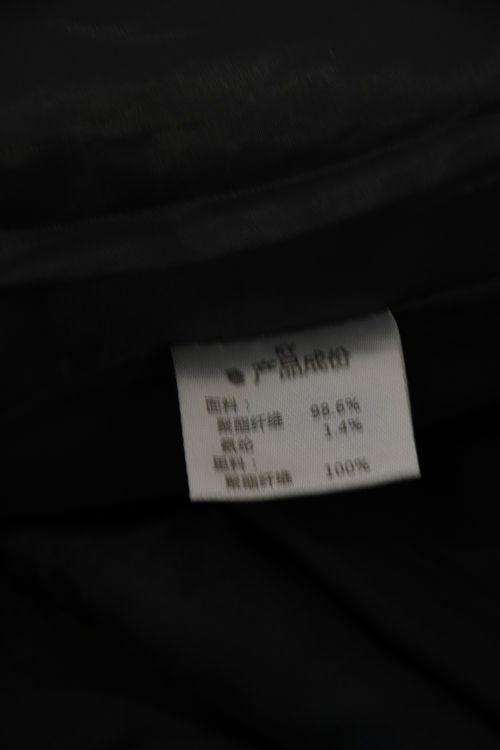 ● 产品成份
面料：
聚酯纤维 98.6%
氨纶 1.4%
里料：
聚酯纤维 100%